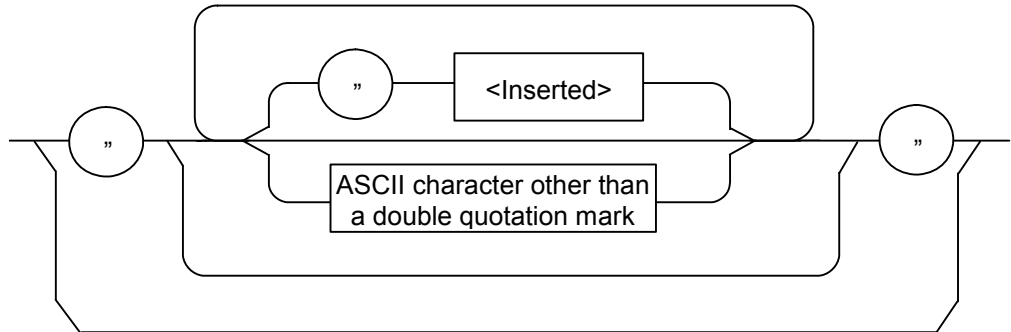 ” <Inserted>
” ”
ASCII character other than
a double quotation mark